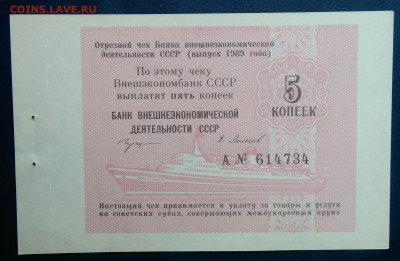 COINS.LAVE.RU
Отрезной чек Банка внешнеэкономической
деятельности СССР (выпуск 1989 года)
По этому чеку
Внешэкономбанк СССР
выплатит пять копеек
5
КОПЕЕК
БАНК ВНЕШНЕЭКОНОМИЧЕСКОЙ
ДЕЯТЕЛЬНОСТИ СССР
А № 614734
Настоящий чек принимается в уплату за товары и услуги
на советских судах, совершающих международный круиз